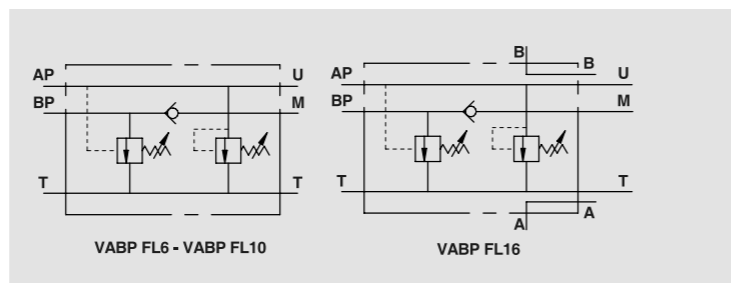 AP U
BP M
T T
VABP FL6 - VABP FL10
B
B
AP U
BP M
T T
A
A
VABP FL16